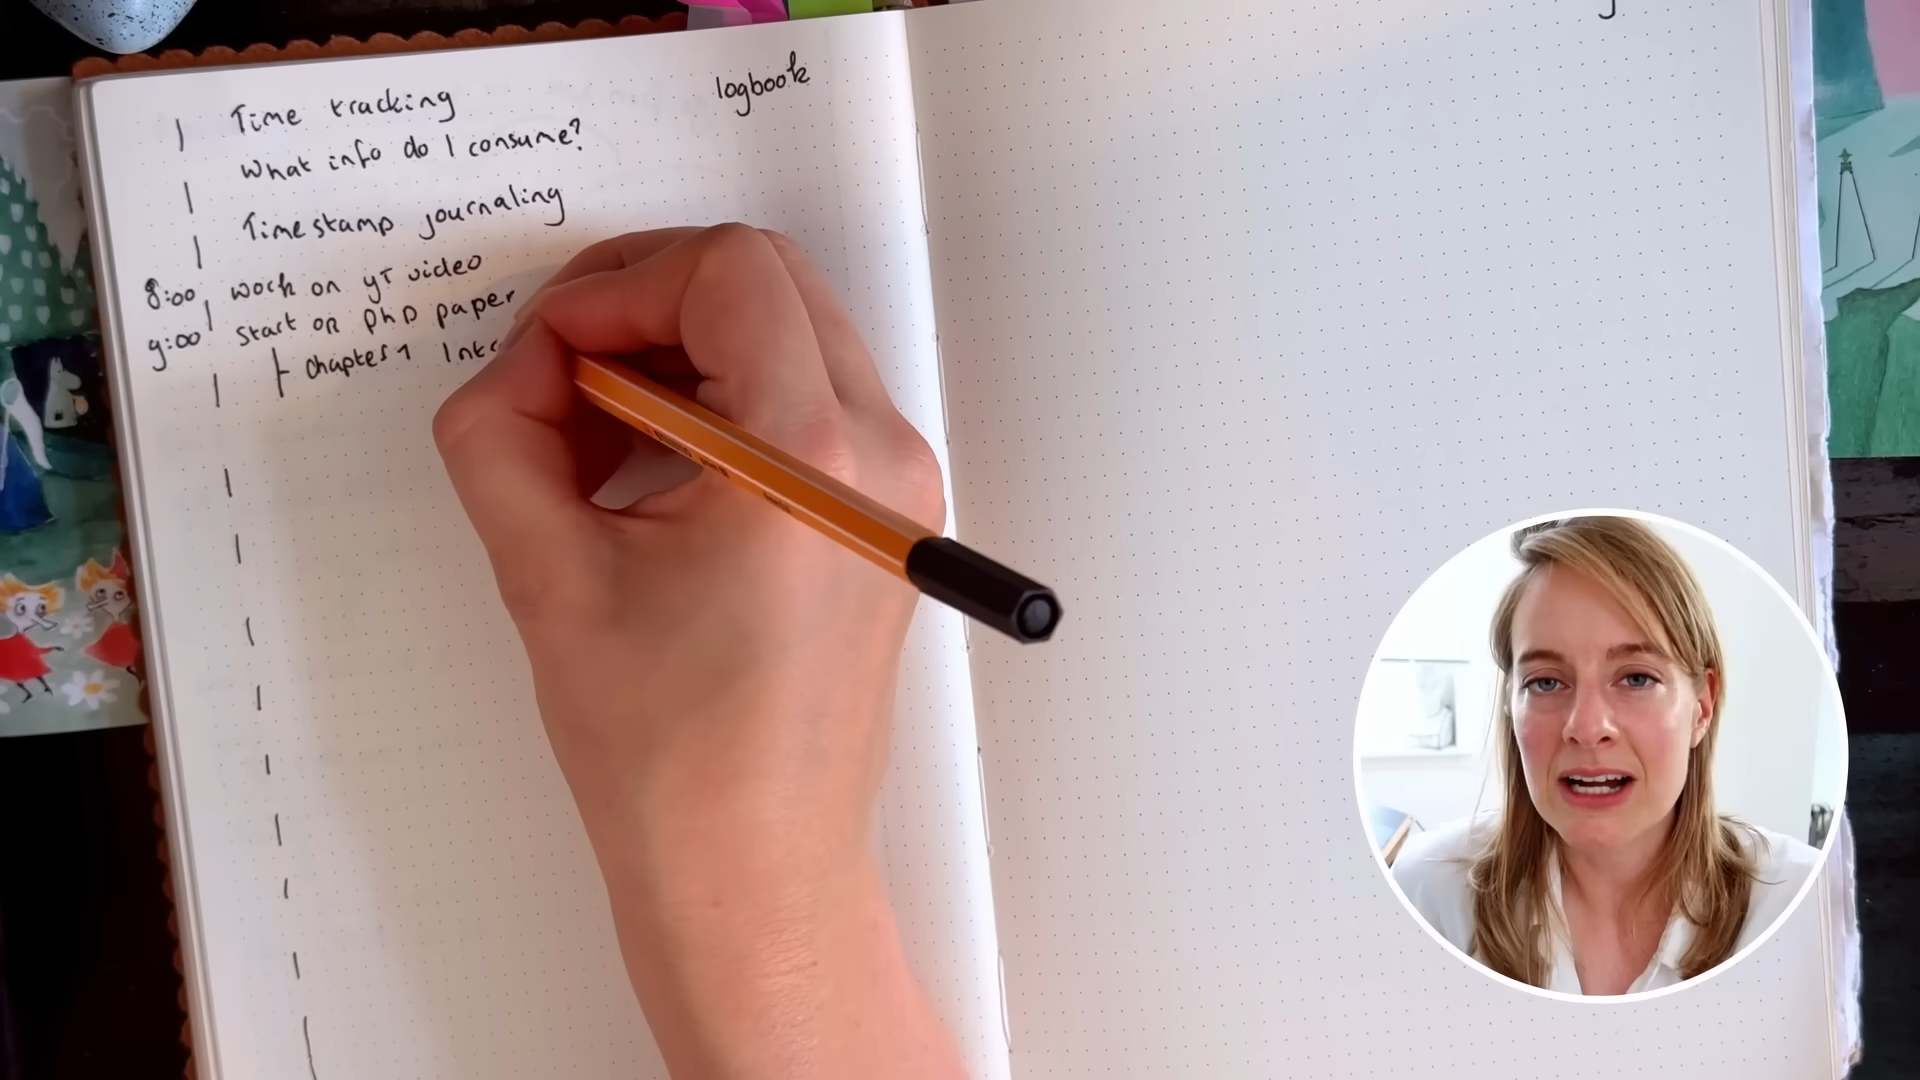 logbook
Time tracking
What info do I consume?
Timestamp journaling
8:00 work on YT video
9:00 Start on PhD paper
Chapter 1